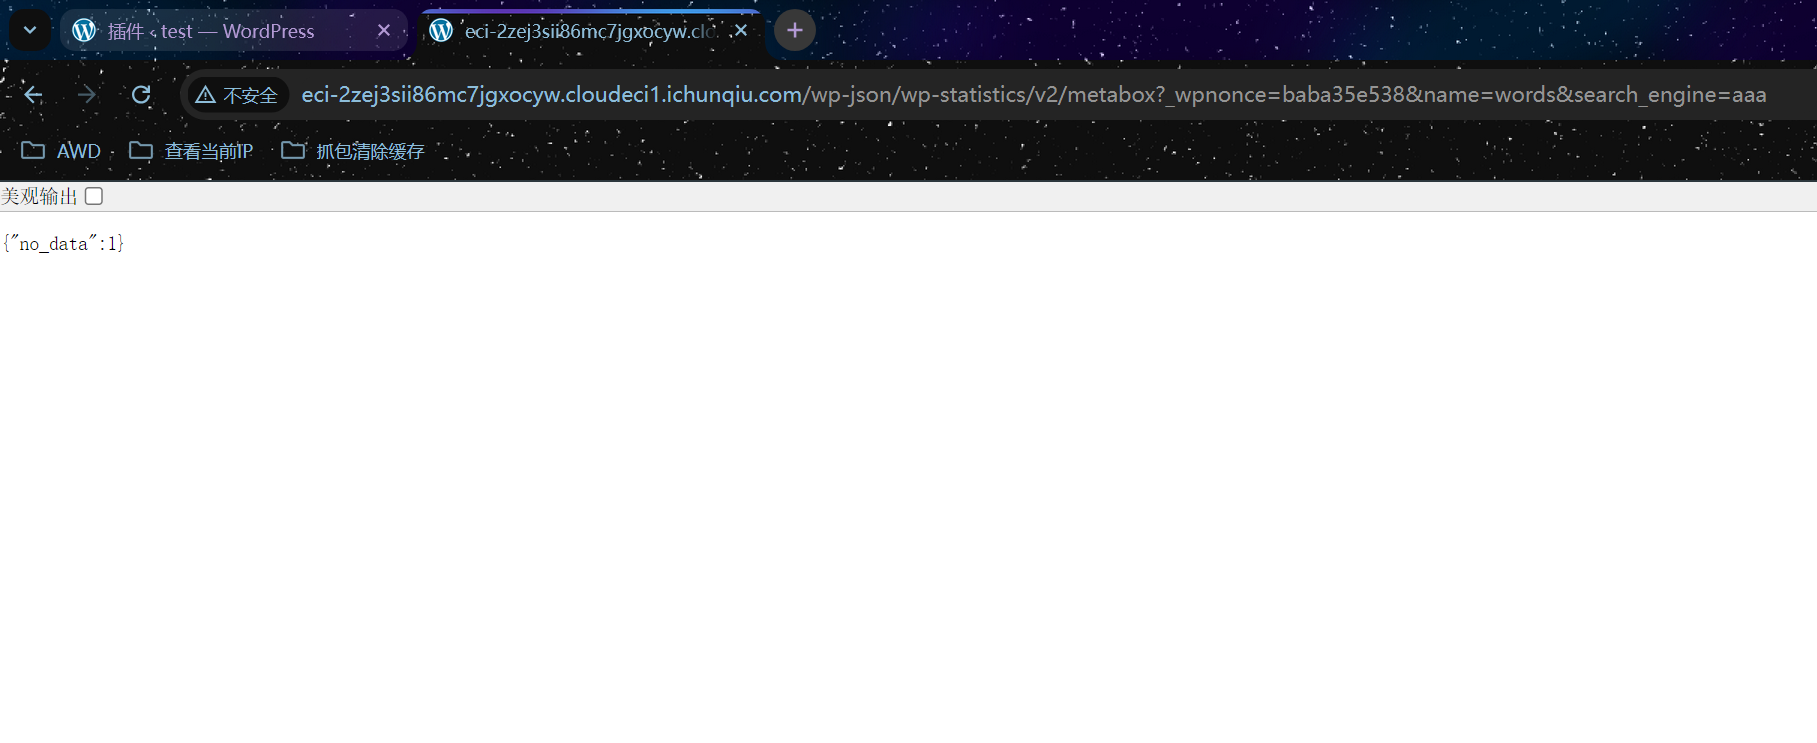 插件 ‹ test — WordPress
eci-2zej3sii86mc7jgxocyw.clo
不安全 eci-2zej3sii86mc7jgxocyw.cloudeci1.ichunqiu.com/wp-json/wp-statistics/v2/metabox?_wpnonce=baba35e538&name=words&search_engine=aaa
AWD 查看当前IP 抓包清除缓存
美观输出
{"no_data":1}